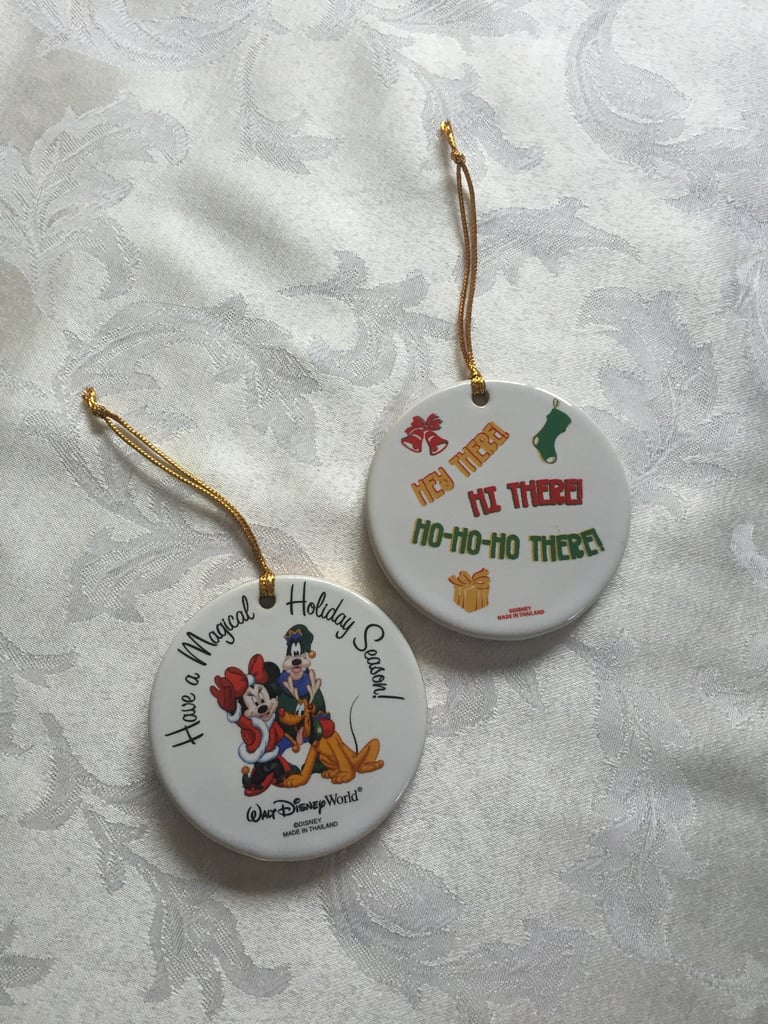 HEY THERE!
HI THERE!
HO-HO-HO THERE!
©DISNEY
MADE IN THAILAND
Have a Magical Holiday Season!
WALT DISNEY World®
©DISNEY
MADE IN THAILAND